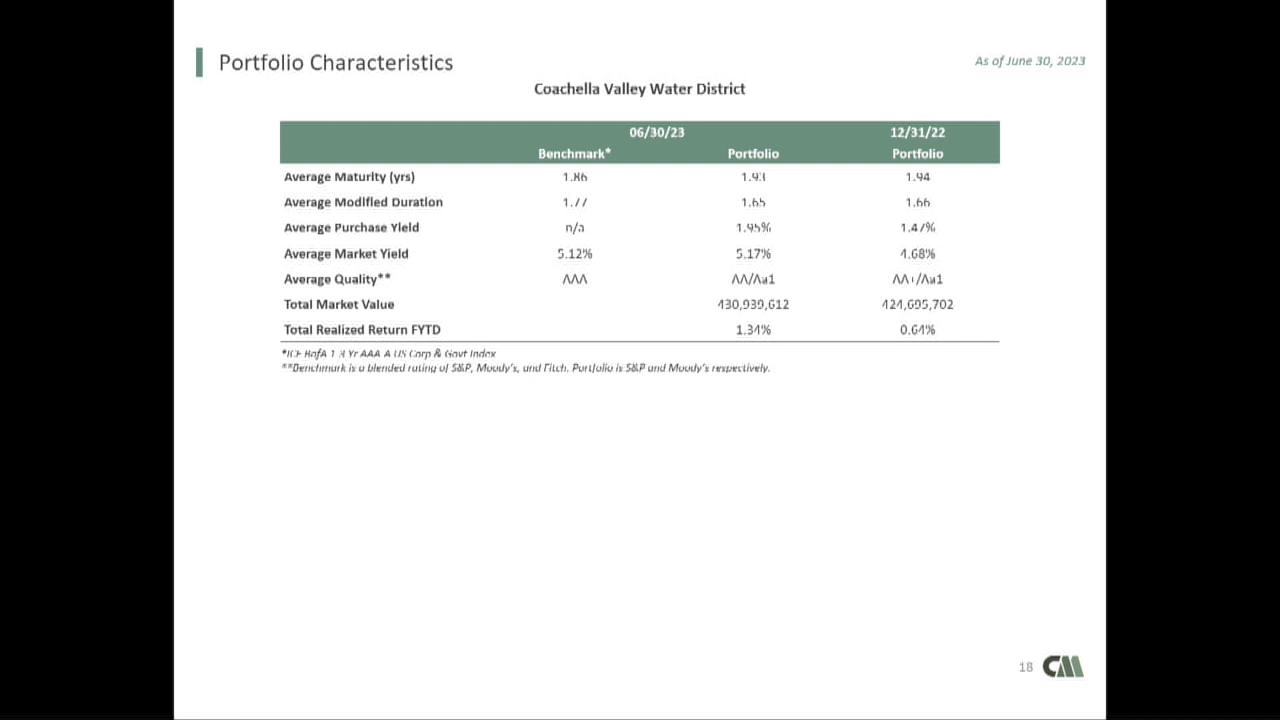 Portfolio Characteristics
As of June 30, 2023
Coachella Valley Water District
06/30/23 12/31/22
Benchmark* Portfolio Portfolio
Average Maturity (yrs) 1.86 1.93 1.94
Average Modified Duration 1.77 1.65 1.66
Average Purchase Yield n/a 1.95% 1.47%
Average Market Yield 5.12% 5.17% 4.68%
Average Quality** AAA AA/Aa1 AA+/Aa1
Total Market Value 430,939,612 424,695,702
Total Realized Return FYTD 1.34% 0.64%
*ICE BofA 1-3 Yr AAA-A US Corp & Govt Index
**Benchmark is a blended rating of S&P, Moody's, and Fitch. Portfolio is S&P and Moody's respectively.
18 CM